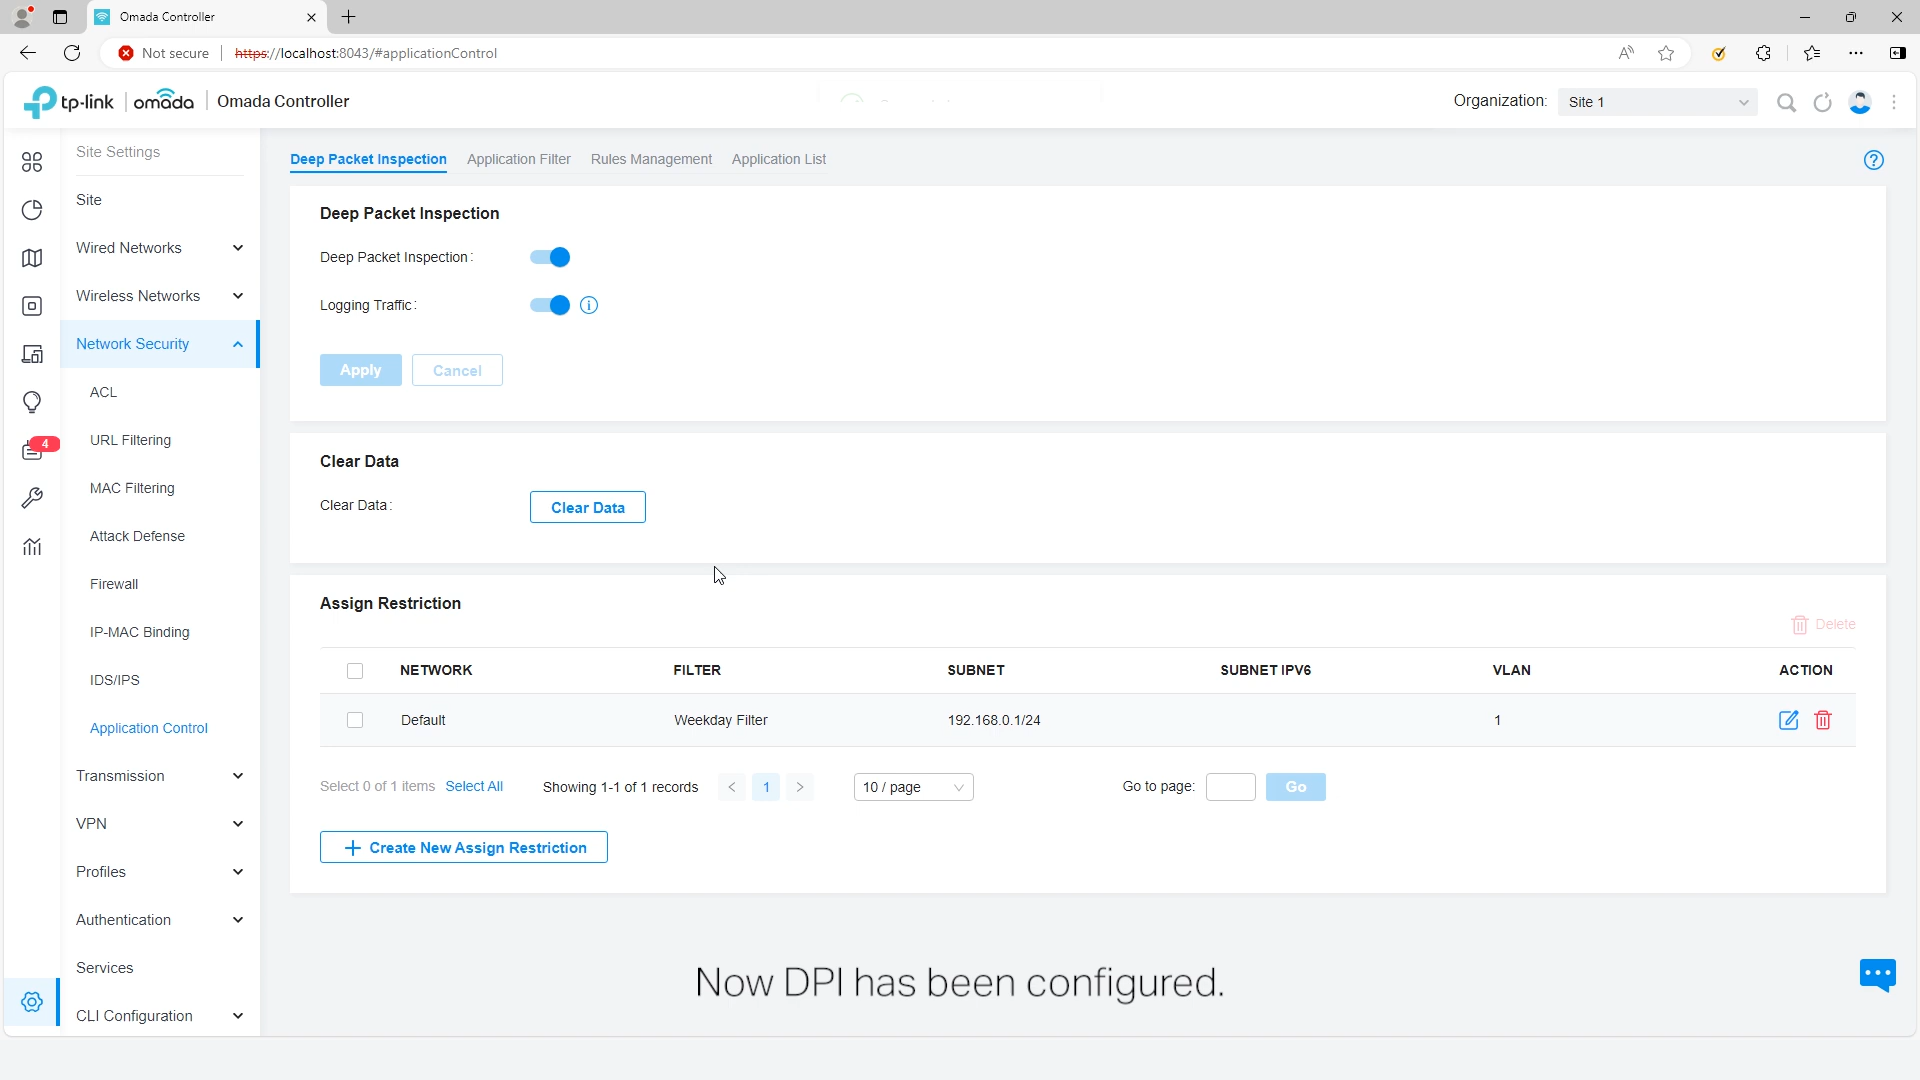 Omada Controller
Not secure
https://localhost:8043/#applicationControl
tp-link
omada
Omada Controller
Organization:
Site 1
Site Settings
Site
Wired Networks
Wireless Networks
Network Security
ACL
URL Filtering
MAC Filtering
Attack Defense
Firewall
IP-MAC Binding
IDS/IPS
Application Control
Transmission
VPN
Profiles
Authentication
Services
CLI Configuration
4
Deep Packet Inspection
Application Filter
Rules Management
Application List
Deep Packet Inspection
Deep Packet Inspection:
Logging Traffic:
Apply
Cancel
Clear Data
Clear Data:
Clear Data
Assign Restriction
Delete
NETWORK FILTER SUBNET SUBNET IPV6 VLAN ACTION
Default Weekday Filter 192.168.0.1/24 1
Select 0 of 1 items Select All Showing 1-1 of 1 records < 1 > 10 / page Go to page: Go
+ Create New Assign Restriction
Now DPI has been configured.